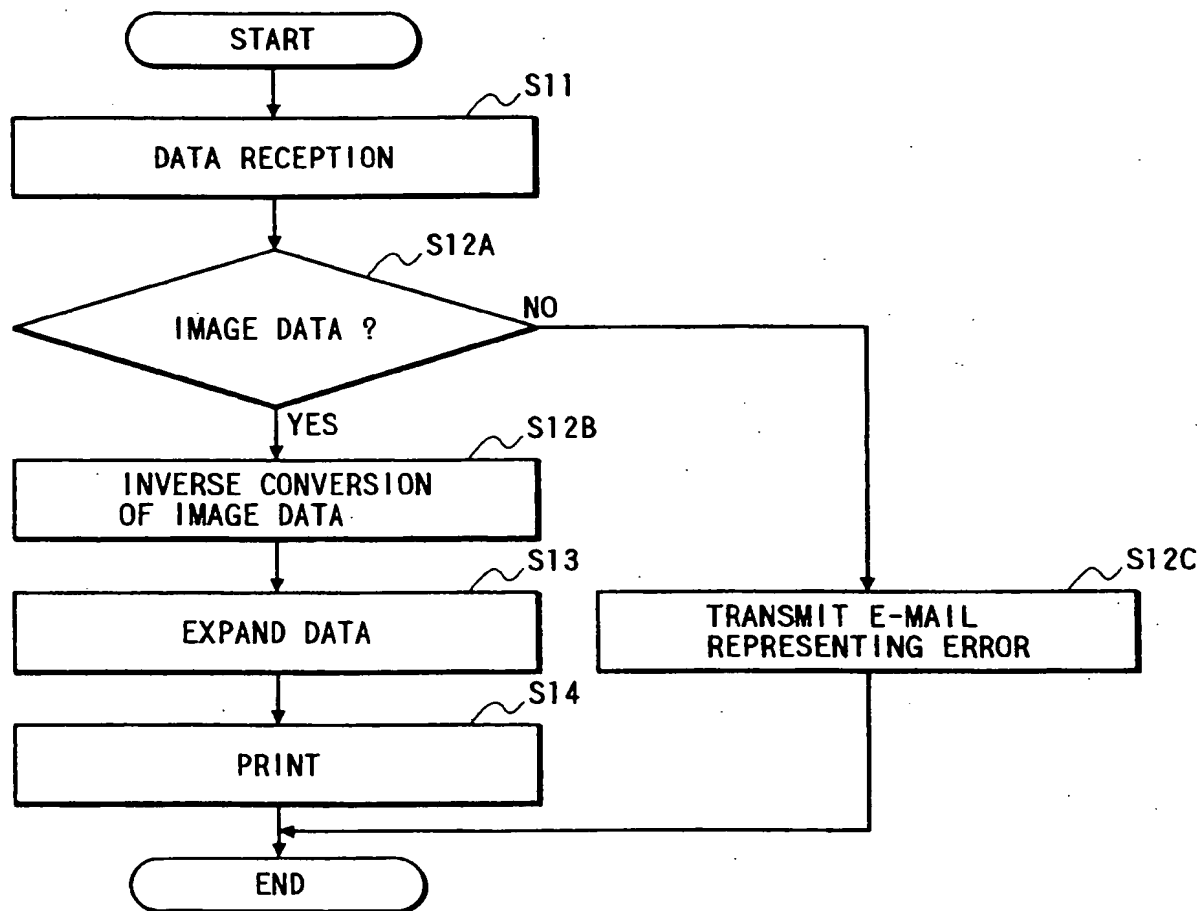 START
S11
DATA RECEPTION
S12A
IMAGE DATA ?
NO
YES
S12B
INVERSE CONVERSION
OF IMAGE DATA
S13
EXPAND DATA
S12C
TRANSMIT E-MAIL
REPRESENTING ERROR
S14
PRINT
END